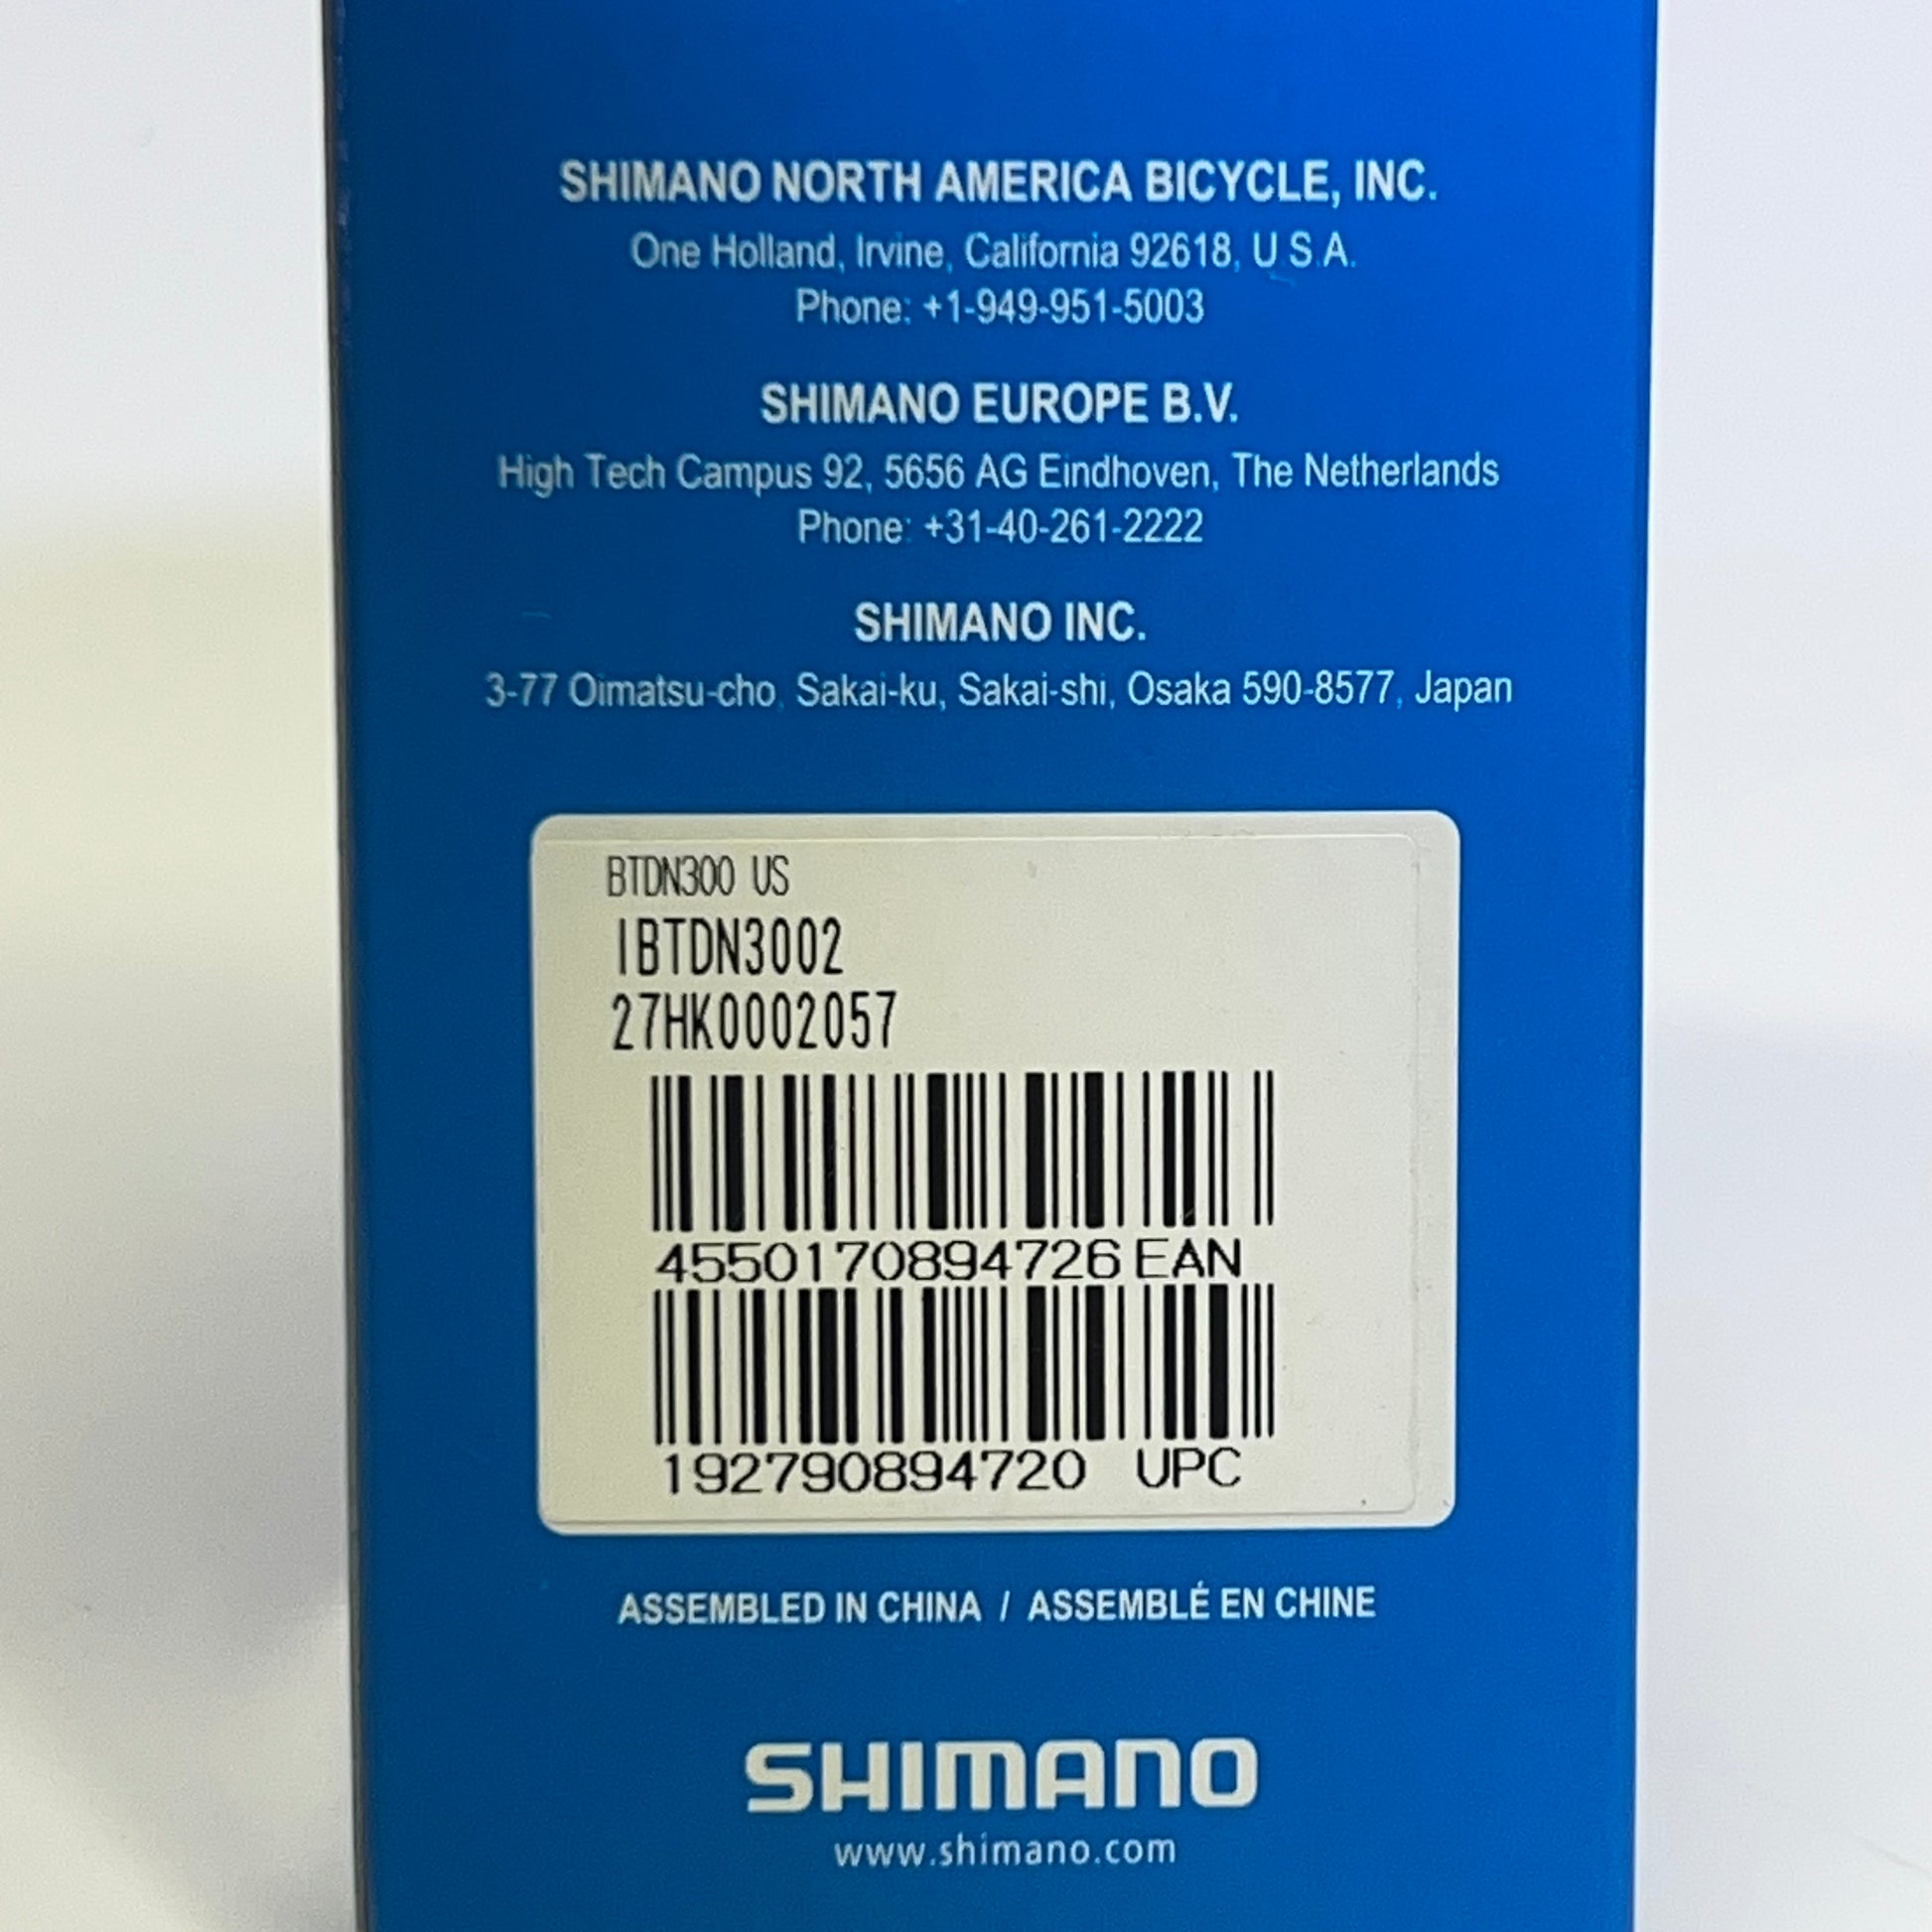 SHIMANO NORTH AMERICA BICYCLE, INC.
One Holland, Irvine, California 92618, U.S.A.
Phone: +1-949-951-5003
SHIMANO EUROPE B.V.
High Tech Campus 92, 5656 AG Eindhoven, The Netherlands
Phone: +31-40-261-2222
SHIMANO INC.
3-77 Oimatsu-cho, Sakai-ku, Sakai-shi, Osaka 590-8577, Japan
BTDN300 US
IBTDN3002
27HK0002057
4550170894726 EAN
192790894720 UPC
ASSEMBLED IN CHINA / ASSEMBLÉ EN CHINE
SHIMANO
www.shimano.com